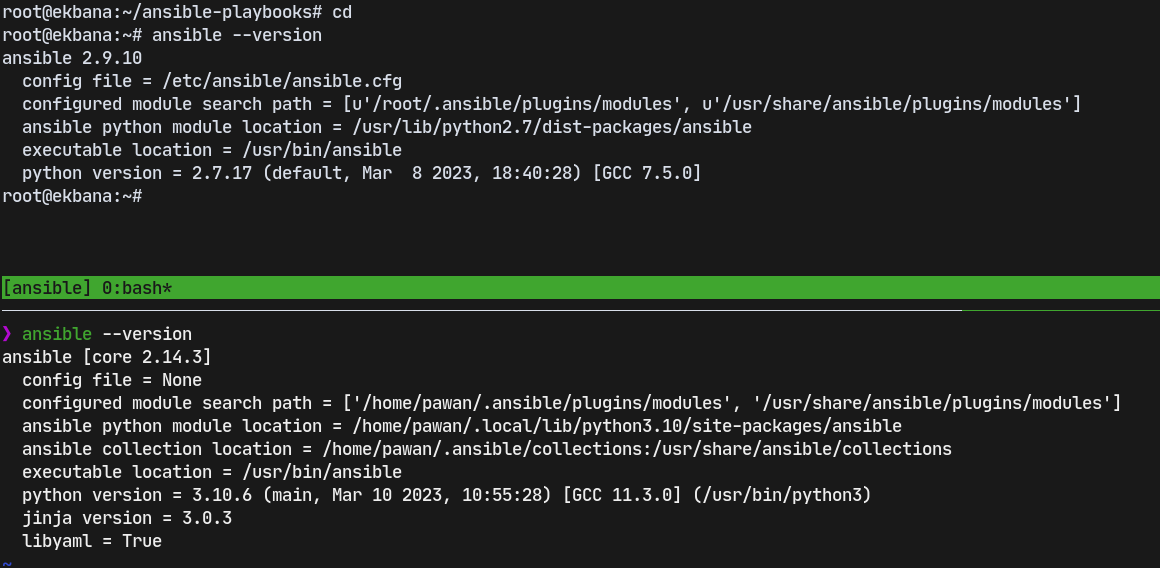 root@ekbana:~/ansible-playbooks# cd
root@ekbana:~# ansible --version
ansible 2.9.10
  config file = /etc/ansible/ansible.cfg
  configured module search path = [u'/root/.ansible/plugins/modules', u'/usr/share/ansible/plugins/modules']
  ansible python module location = /usr/lib/python2.7/dist-packages/ansible
  executable location = /usr/bin/ansible
  python version = 2.7.17 (default, Mar  8 2023, 18:40:28) [GCC 7.5.0]
root@ekbana:~#
[ansible] 0:bash*
❯ ansible --version
ansible [core 2.14.3]
  config file = None
  configured module search path = ['/home/pawan/.ansible/plugins/modules', '/usr/share/ansible/plugins/modules']
  ansible python module location = /home/pawan/.local/lib/python3.10/site-packages/ansible
  ansible collection location = /home/pawan/.ansible/collections:/usr/share/ansible/collections
  executable location = /usr/bin/ansible
  python version = 3.10.6 (main, Mar 10 2023, 10:55:28) [GCC 11.3.0] (/usr/bin/python3)
  jinja version = 3.0.3
  libyaml = True
~